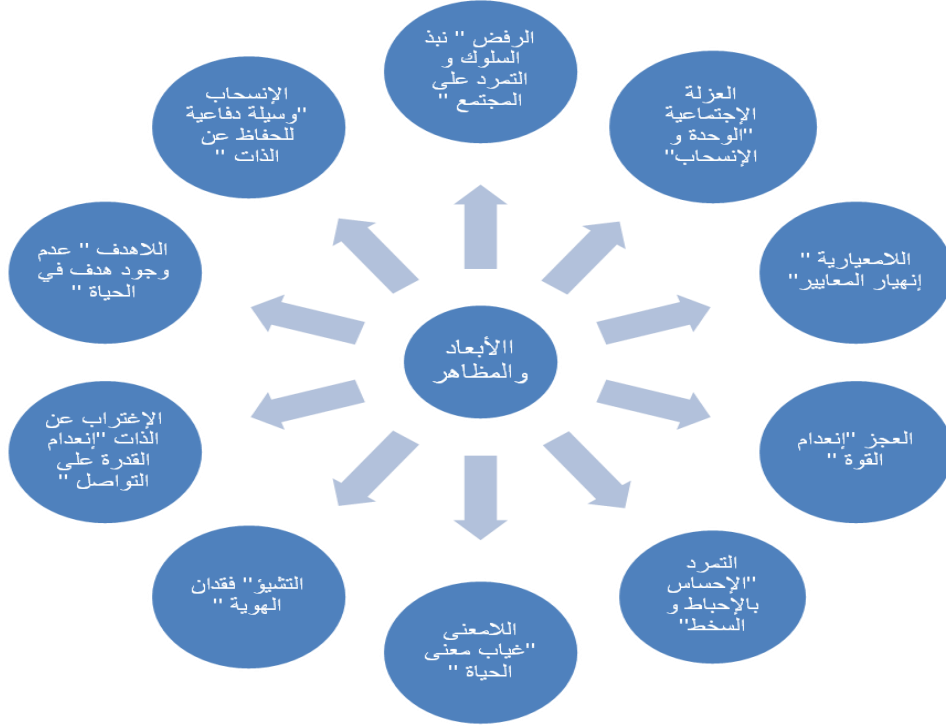 الرفض " نبذ
السلوك و
التمرد على
المجتمع "
العزلة
الإجتماعية
"الوحدة و
الإنسحاب"
اللامعيارية "
إنهيار المعايير"
العجز "إنعدام
القوة "
التمرد
"الإحساس
بالإحباط و
السخط"
اللامعنى
"غياب معنى
الحياة "
التشيؤ" فقدان
الهوية "
الإغتراب عن
الذات "إنعدام
القدرة على
التواصل "
اللاهدف " عدم
وجود هدف في
الحياة "
الإنسحاب
"وسيلة دفاعية
للحفاظ عن
الذات "
االأبعاد
والمظاهر